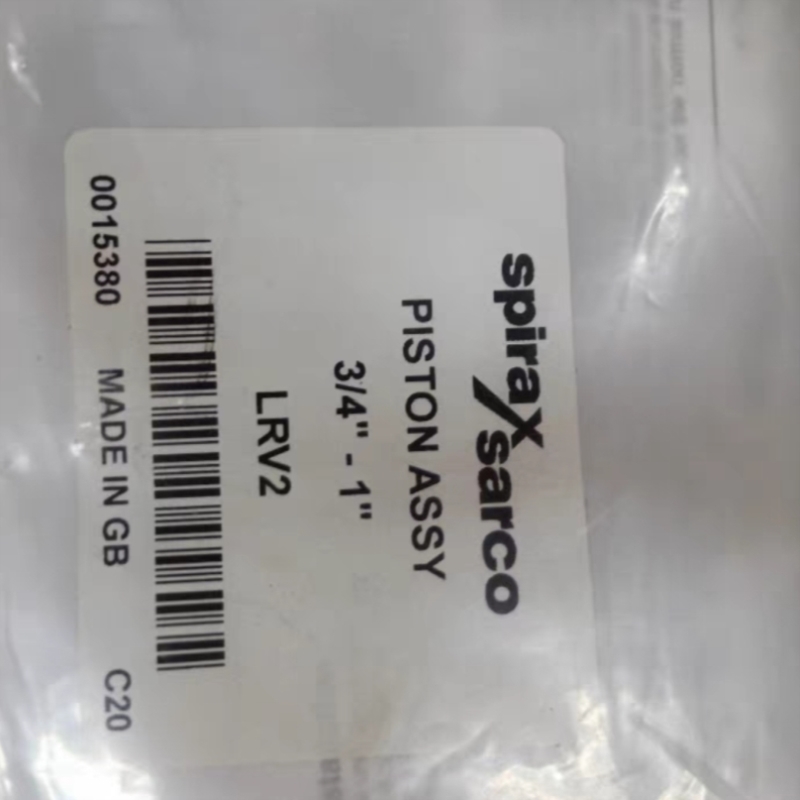 spirax
sarco
PISTON ASSY
3/4" - 1"
LRV2
0015380 MADE IN GB C20